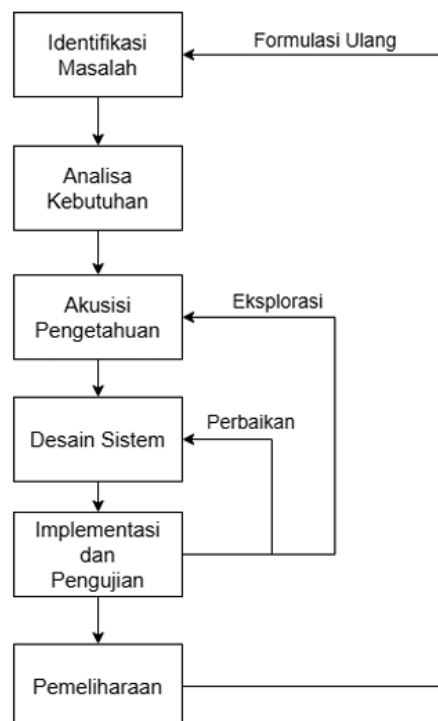 Identifikasi
Masalah
Formulasi Ulang
Analisa
Kebutuhan
Akusisi
Pengetahuan
Eksplorasi
Desain Sistem
Perbaikan
Implementasi
dan
Pengujian
Pemeliharaan